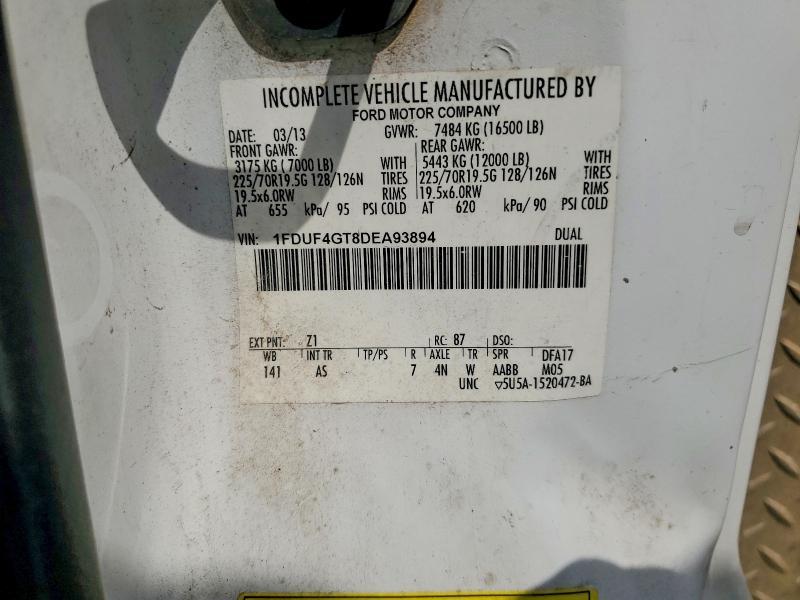 INCOMPLETE VEHICLE MANUFACTURED BY
FORD MOTOR COMPANY
DATE: 03/13 GVWR: 7484 KG (16500 LB)
FRONT GAWR: REAR GAWR:
3175 KG (7000 LB) WITH 5443 KG (12000 LB) WITH
225/70R19.5G 128/126N TIRES 225/70R19.5G 128/126N TIRES
19.5x6.0RW RIMS 19.5x6.0RW RIMS
AT 655 kPa/ 95 PSI COLD AT 620 kPa/ 90 PSI COLD
VIN: 1FDUF4GT8DEA93894 DUAL
EXT PNT: Z1 RC: 87 DSO:
WB INT TR TP/PS R AXLE TR SPR DFA17
141 AS 7 4N W AABB M05
UNC ▽5U5A-1520472-BA